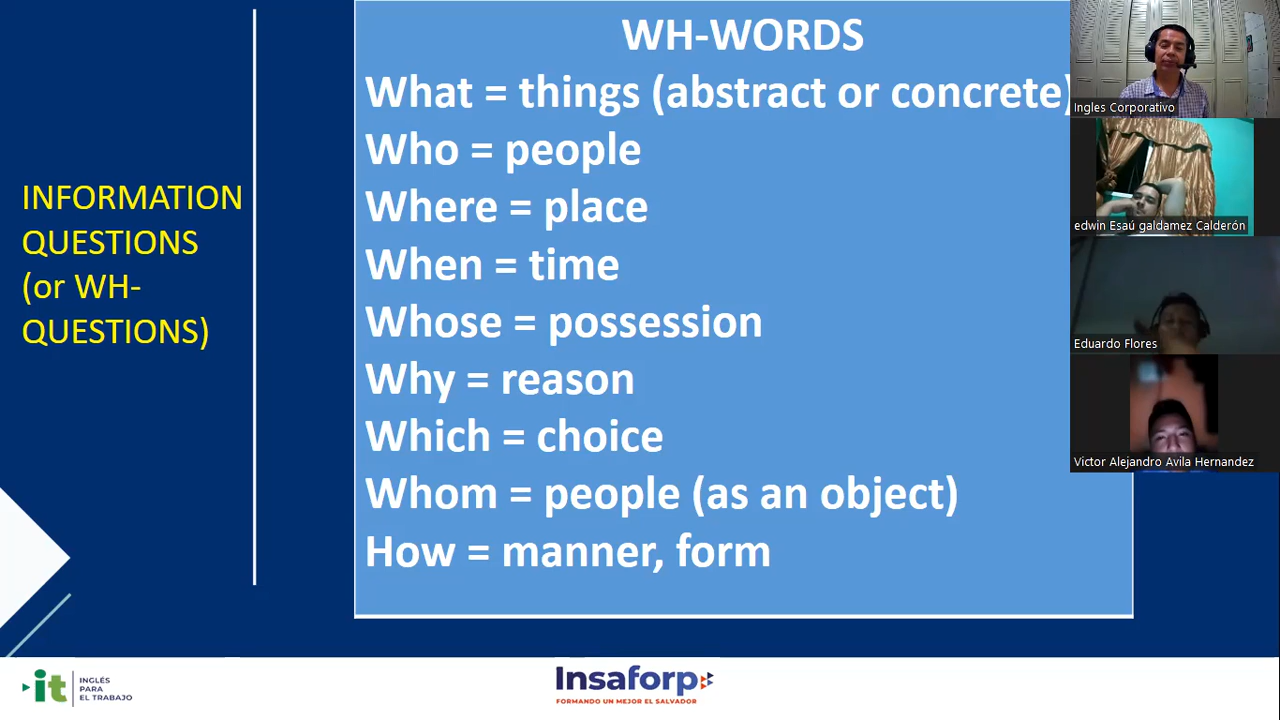 INFORMATION
QUESTIONS
(or WH-
QUESTIONS)
WH-WORDS
What = things (abstract or concrete)
Who = people
Where = place
When = time
Whose = possession
Why = reason
Which = choice
Whom = people (as an object)
How = manner, form
Ingles Corporativo
edwin Esaú galdamez Calderón
Eduardo Flores
Victor Alejandro Avila Hernandez
it
INGLÉS
PARA
EL TRABAJO
Insaforp
FORMANDO UN MEJOR EL SALVADOR